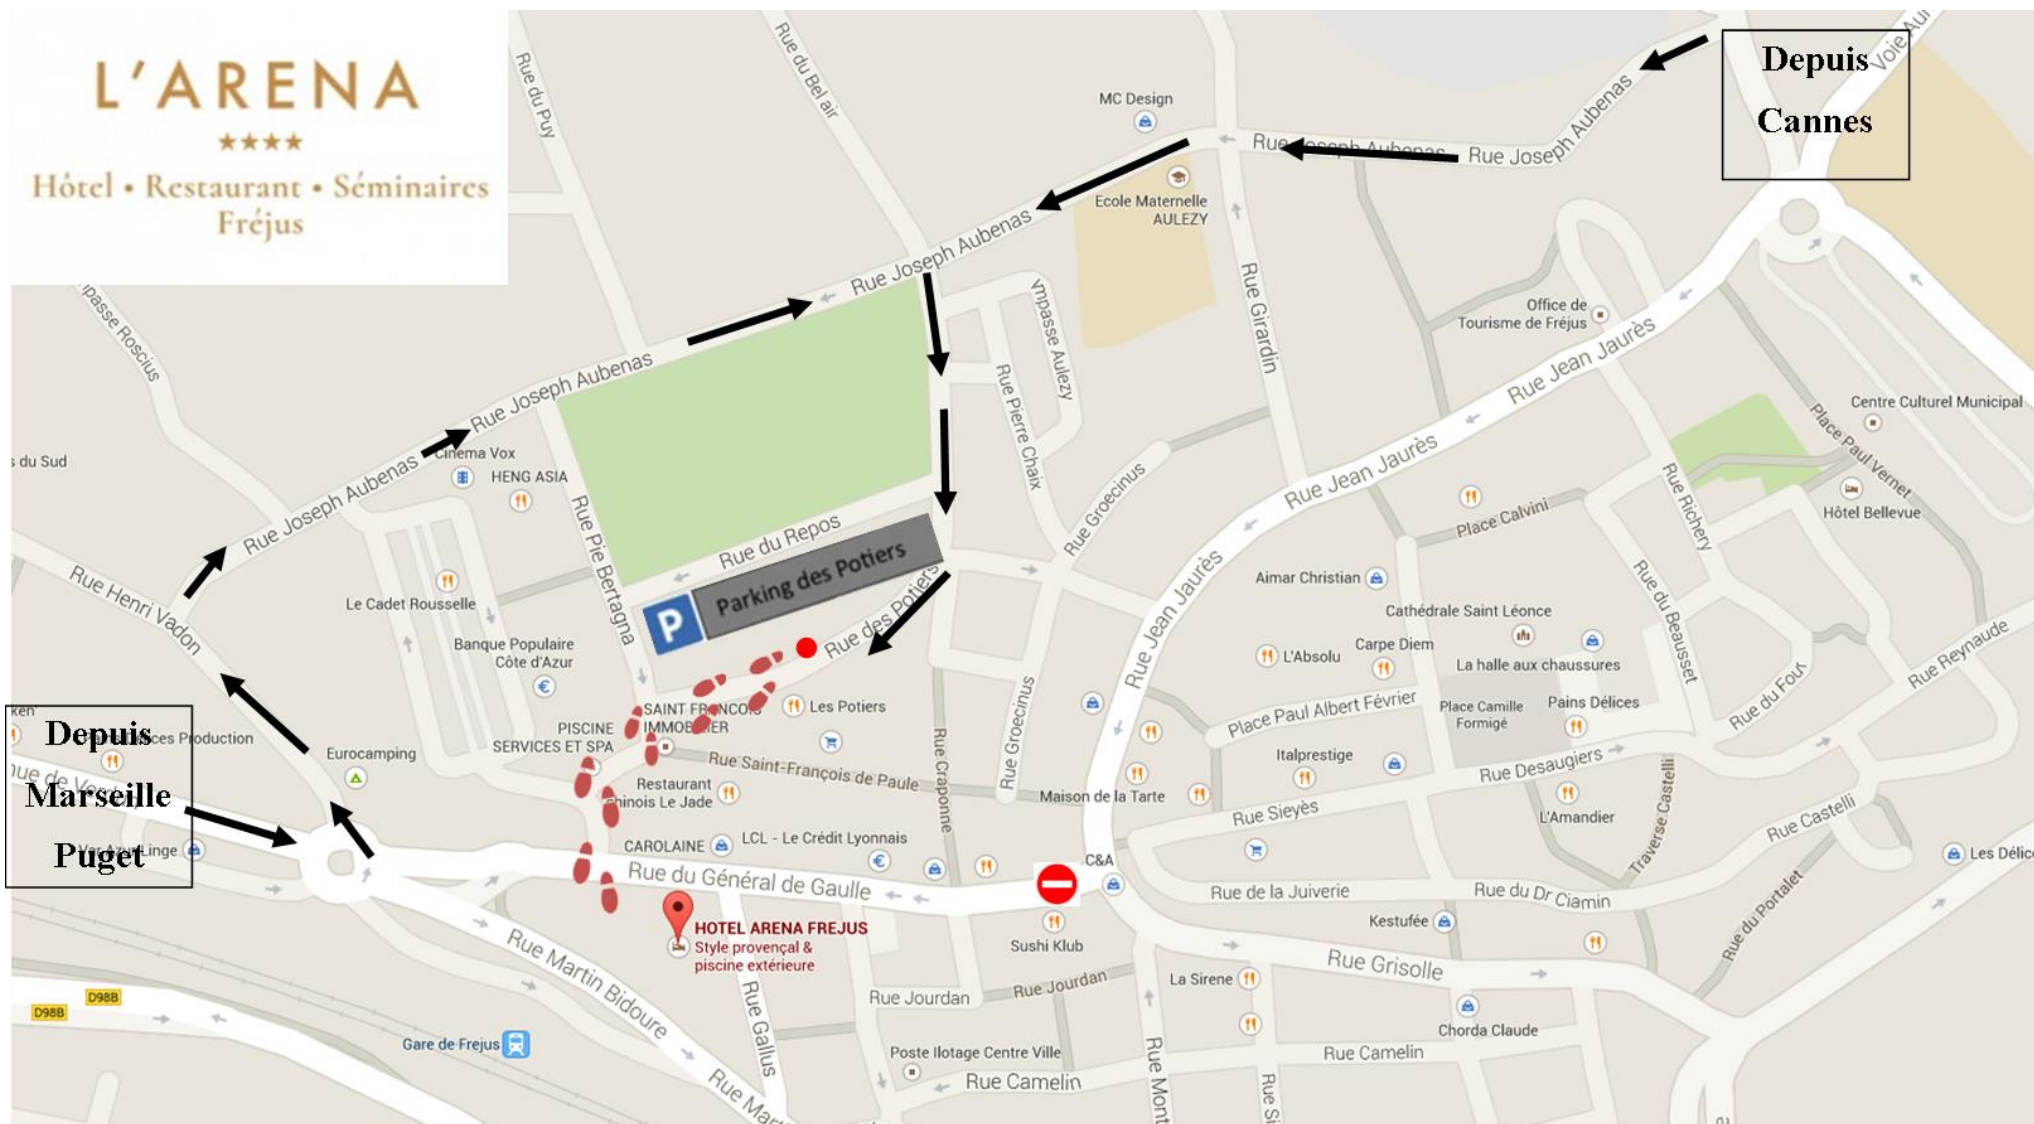 L'ARENA
★★★★
Hôtel • Restaurant • Séminaires
Fréjus
Depuis
Cannes
Depuis
Marseille
Puget
Rue du Puy
Rue du Bel air
MC Design
Rue Joseph Aubenas
Rue Joseph Aubenas
Ecole Maternelle
AULEZY
Rue Joseph Aubenas
Rue Joseph Aubenas
Rue Joseph Aubenas
Rue Girardin
Office de
Tourisme de Fréjus
Rue Jean Jaurès
Rue Jean Jaurès
Rue Jean Jaurès
Centre Culturel Municipal
Place Paul Vernet
Hôtel Bellevue
Rue Richery
Place Calvini
Rue Pierre Chaix
Rue Groecinus
Cinema Vox
HENG ASIA
s du Sud
Rue Pie Bertagna
Rue du Repos
P
Parking des Potiers
Rue des Potiers
Rue Henri Vadon
Le Cadet Rousselle
Banque Populaire
Côte d'Azur
Aimar Christian
Cathédrale Saint Léonce
L'Absolu
Carpe Diem
La halle aux chaussures
Rue du Beausset
Rue Reynaude
Rue du Four
Place Paul Albert Février
Place Camille
Formigé
Pains Délices
SAINT FRANCOIS
IMMOBILIER
Les Potiers
PISCINE
SERVICES ET SPA
Eurocamping
Rue Saint-François de Paule
Rue Craponne
Rue Groecinus
Restaurant
chinois Le Jade
Maison de la Tarte
Italprestige
Rue Desaugiers
Rue Sieyès
L'Amandier
Traverse Castelli
Rue Castelli
Les Délice
CAROLAINE
LCL - Le Crédit Lyonnais
C&A
Rue du Général de Gaulle
Rue de la Juiverie
Rue du Dr Ciamin
Rue du Portalet
Kestufée
HOTEL ARENA FREJUS
Style provençal &
piscine extérieure
Sushi Klub
Rue Grisolle
La Sirene
Rue Martin Bidoure
Rue Jourdan
Rue Jourdan
Rue Gallus
Chorda Claude
D98B
D98B
Gare de Frejus
Poste Ilotage Centre Ville
Rue Camelin
Rue Camelin
Rue Mont
Rue Si